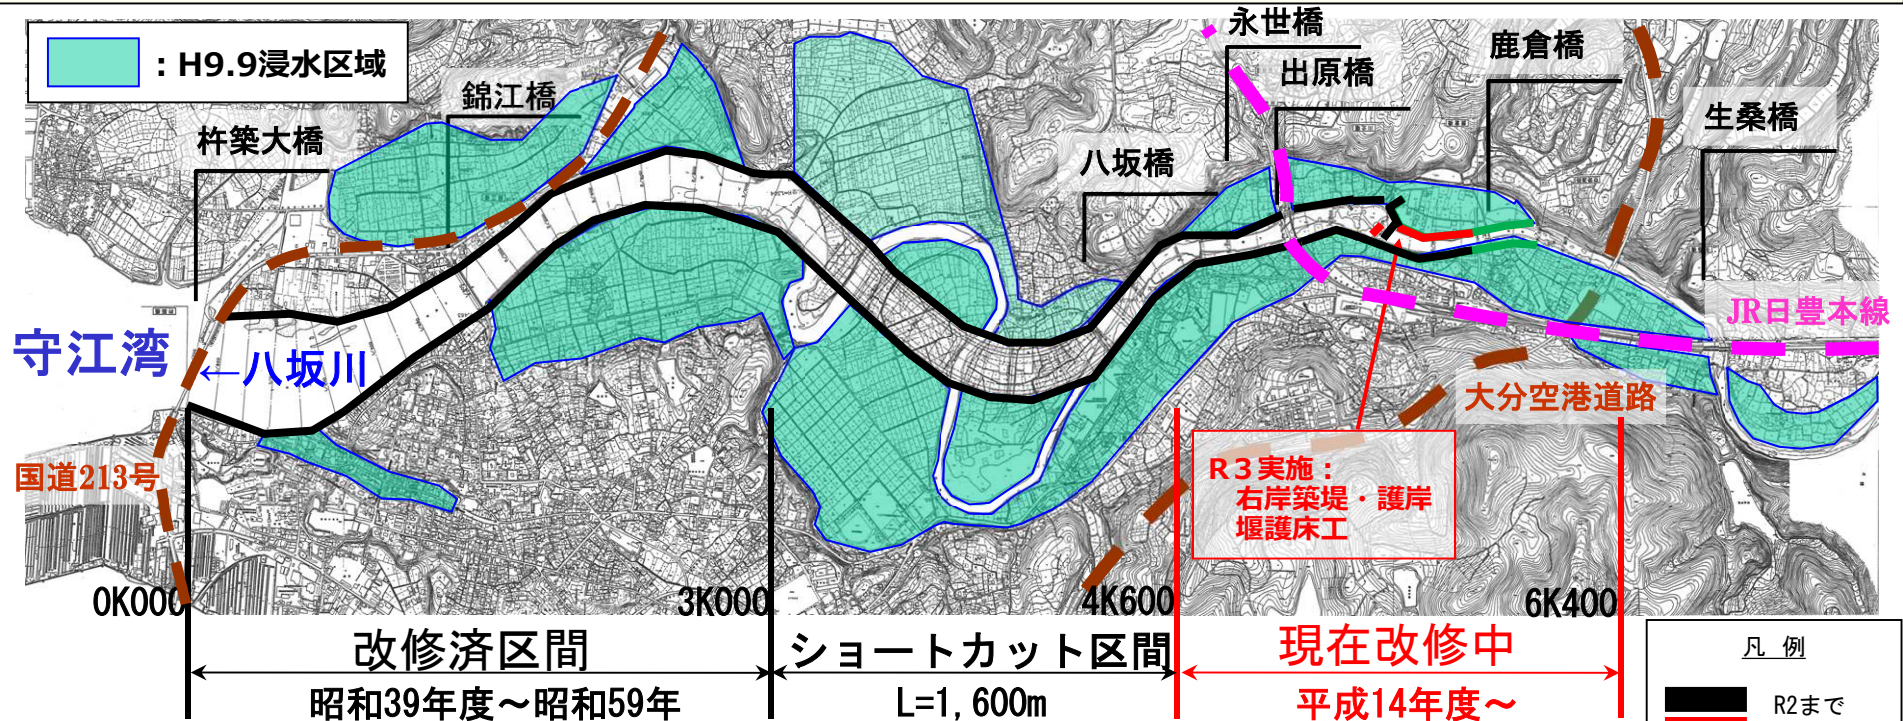 ：H9.9浸水区域
永世橋
出原橋
鹿倉橋
錦江橋
杵築大橋
八坂橋
生桑橋
JR日豊本線
守江湾
←八坂川
大分空港道路
国道213号
R3実施：
右岸築堤・護岸
堰護床工
0K000
3K000
4K600
6K400
改修済区間
ショートカット区間
現在改修中
昭和39年度～昭和59年
L=1,600m
平成14年度～
凡 例
R2まで